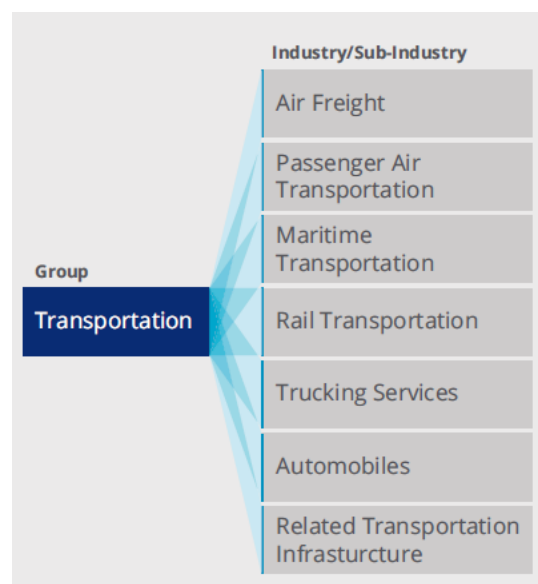 Industry/Sub-Industry
Air Freight
Passenger Air
Transportation
Maritime
Transportation
Group
Transportation
Rail Transportation
Trucking Services
Automobiles
Related Transportation
Infrasturcture